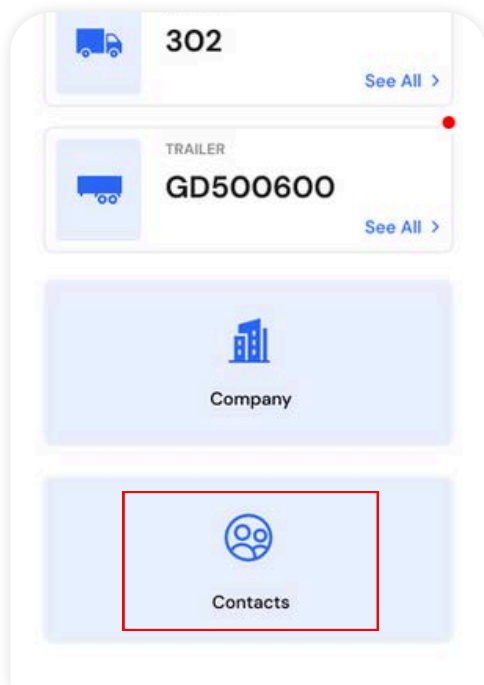 302
See All >
TRAILER
GD500600
See All >
Company
Contacts